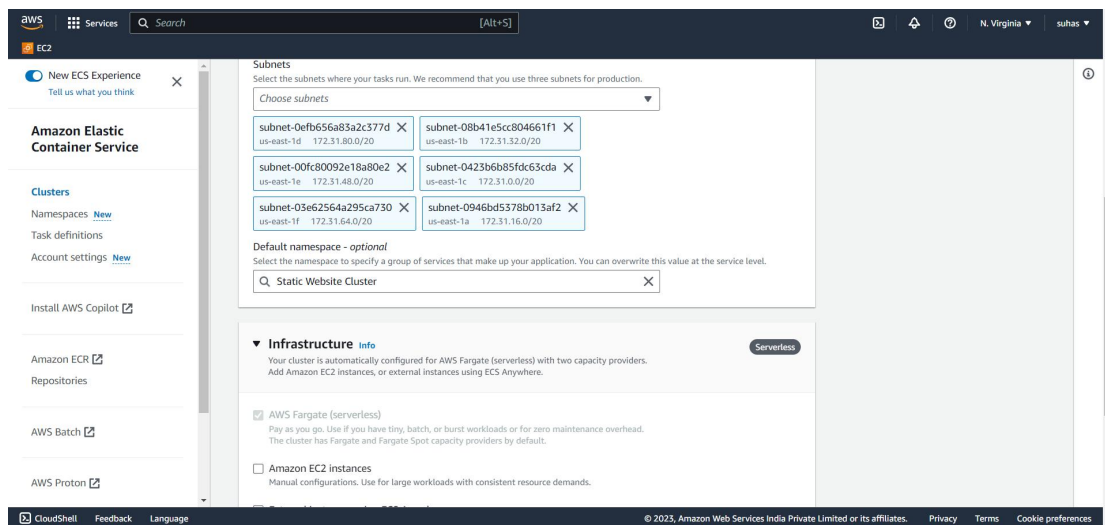 aws
Services
Search
[Alt+S]
N. Virginia ▼
suhas ▼
EC2
New ECS Experience
Tell us what you think
Amazon Elastic
Container Service
Clusters
Namespaces New
Task definitions
Account settings New
Install AWS Copilot
Amazon ECR
Repositories
AWS Batch
AWS Proton
Subnets
Select the subnets where your tasks run. We recommend that you use three subnets for production.
Choose subnets
subnet-0efb656a83a2c377d
us-east-1d 172.31.80.0/20
subnet-08b41e5cc804661f1
us-east-1b 172.31.32.0/20
subnet-00fc80092e18a80e2
us-east-1e 172.31.48.0/20
subnet-0423b6b85fdc63cda
us-east-1c 172.31.0.0/20
subnet-03e62564a295ca730
us-east-1f 172.31.64.0/20
subnet-0946bd5378b013af2
us-east-1a 172.31.16.0/20
Default namespace - optional
Select the namespace to specify a group of services that make up your application. You can overwrite this value at the service level.
Static Website Cluster
Infrastructure Info
Serverless
Your cluster is automatically configured for AWS Fargate (serverless) with two capacity providers.
Add Amazon EC2 instances, or external instances using ECS Anywhere.
AWS Fargate (serverless)
Pay as you go. Use if you have tiny, batch, or burst workloads or for zero maintenance overhead.
The cluster has Fargate and Fargate Spot capacity providers by default.
Amazon EC2 instances
Manual configurations. Use for large workloads with consistent resource demands.
CloudShell
Feedback
Language
© 2023, Amazon Web Services India Private Limited or its affiliates.
Privacy
Terms
Cookie preferences